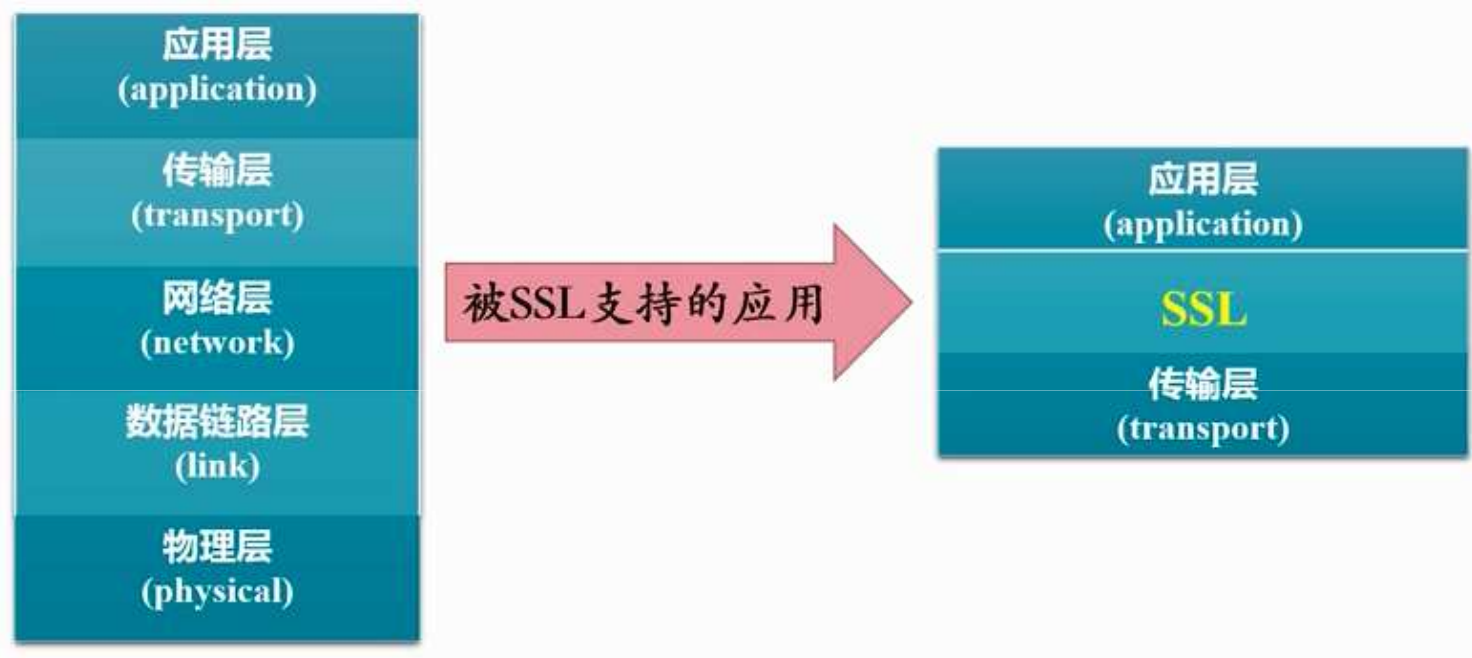 应用层
(application)
传输层
(transport)
网络层
(network)
数据链路层
(link)
物理层
(physical)
被SSL支持的应用
应用层
(application)
SSL
传输层
(transport)